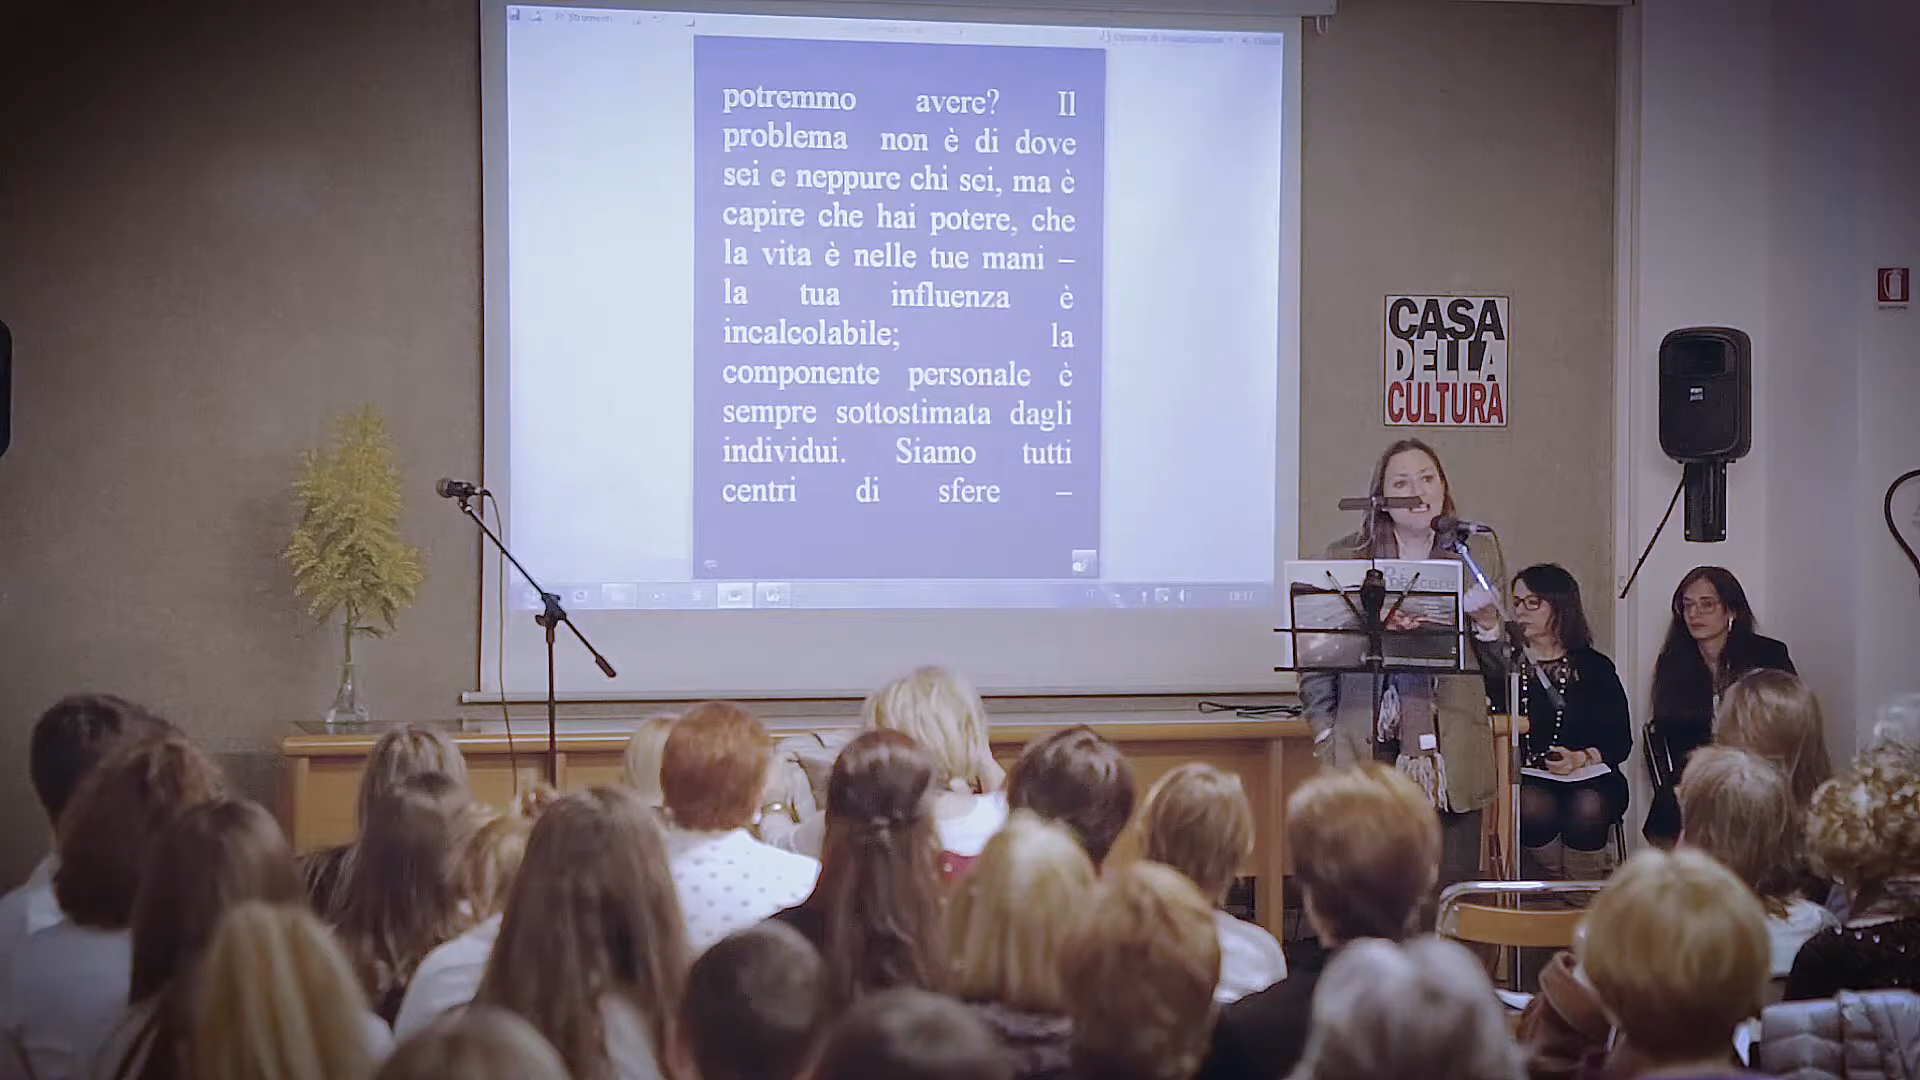 Strumenti
potremmo avere? Il
problema non è di dove
sei e neppure chi sei, ma è
capire che hai potere, che
la vita è nelle tue mani –
la tua influenza è
incalcolabile; la
componente personale è
sempre sottostimata dagli
individui. Siamo tutti
centri di sfere –
CASA
DELLA
CULTURA